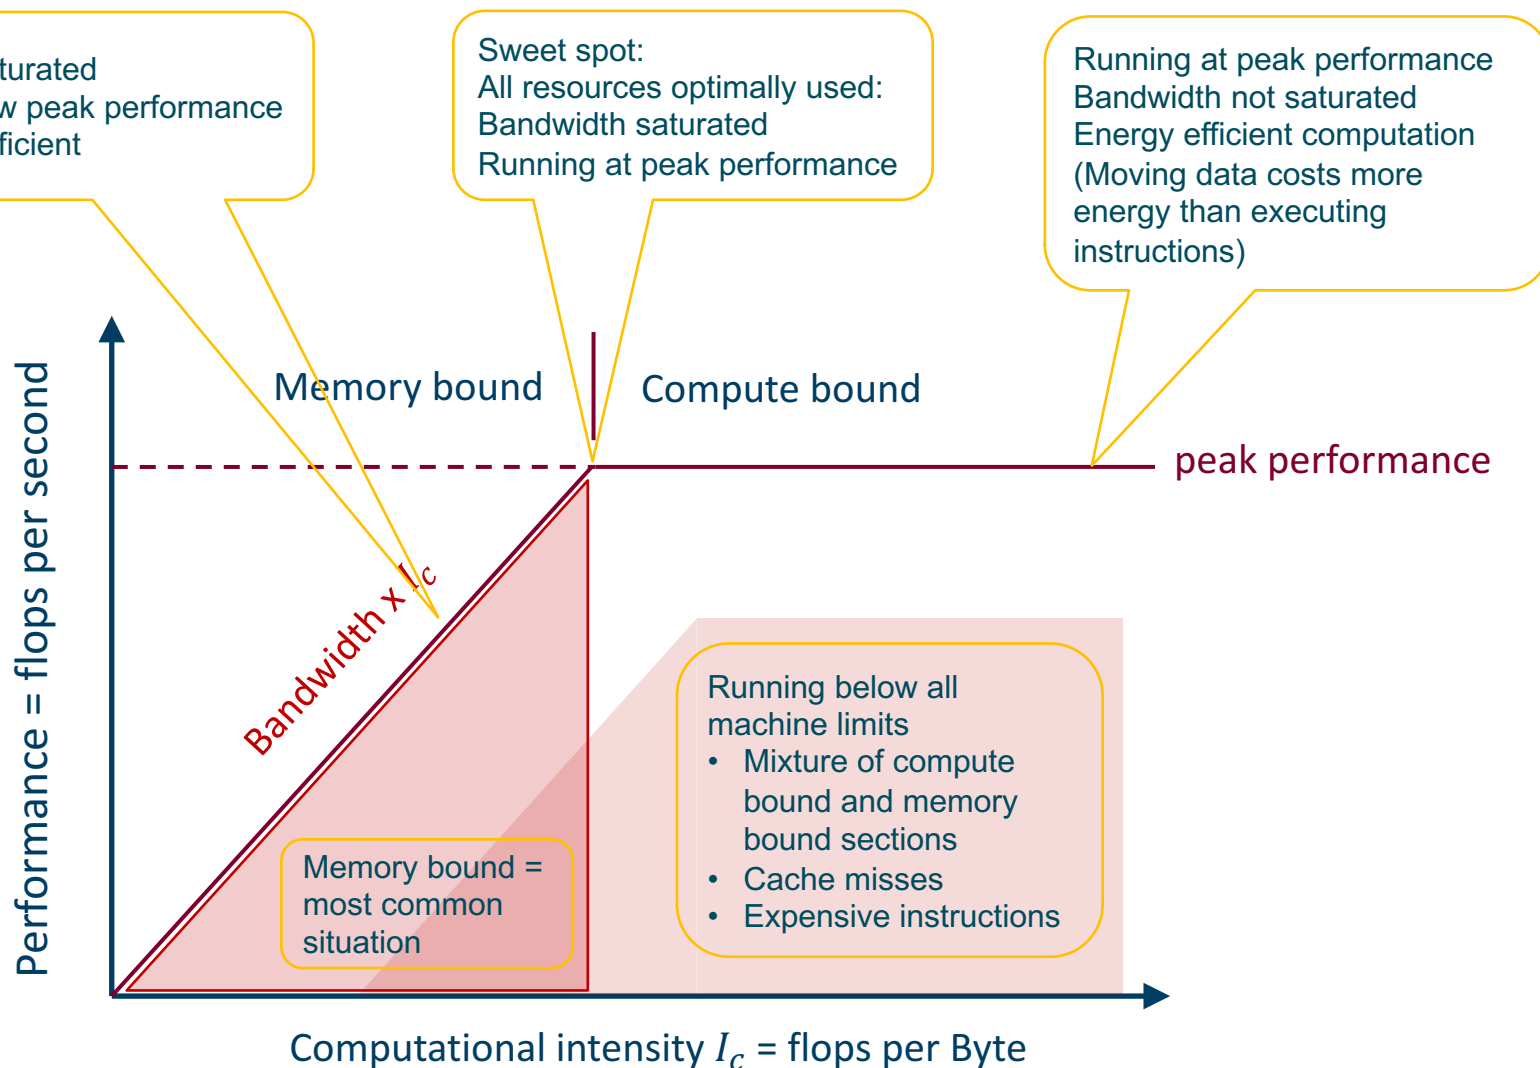 peak performance
Sweet spot:
All resources optimally used:
Bandwidth saturated
Running at peak performance
Running at peak performance
Bandwidth not saturated
Energy efficient computation
(Moving data costs more
energy than executing
instructions)
Memory bound
Compute bound
peak performance
Performance = flops per second
Bandwidth x I_c
Running below all
machine limits
• Mixture of compute
bound and memory
bound sections
• Cache misses
• Expensive instructions
Memory bound =
most common
situation
Computational intensity I_c = flops per Byte